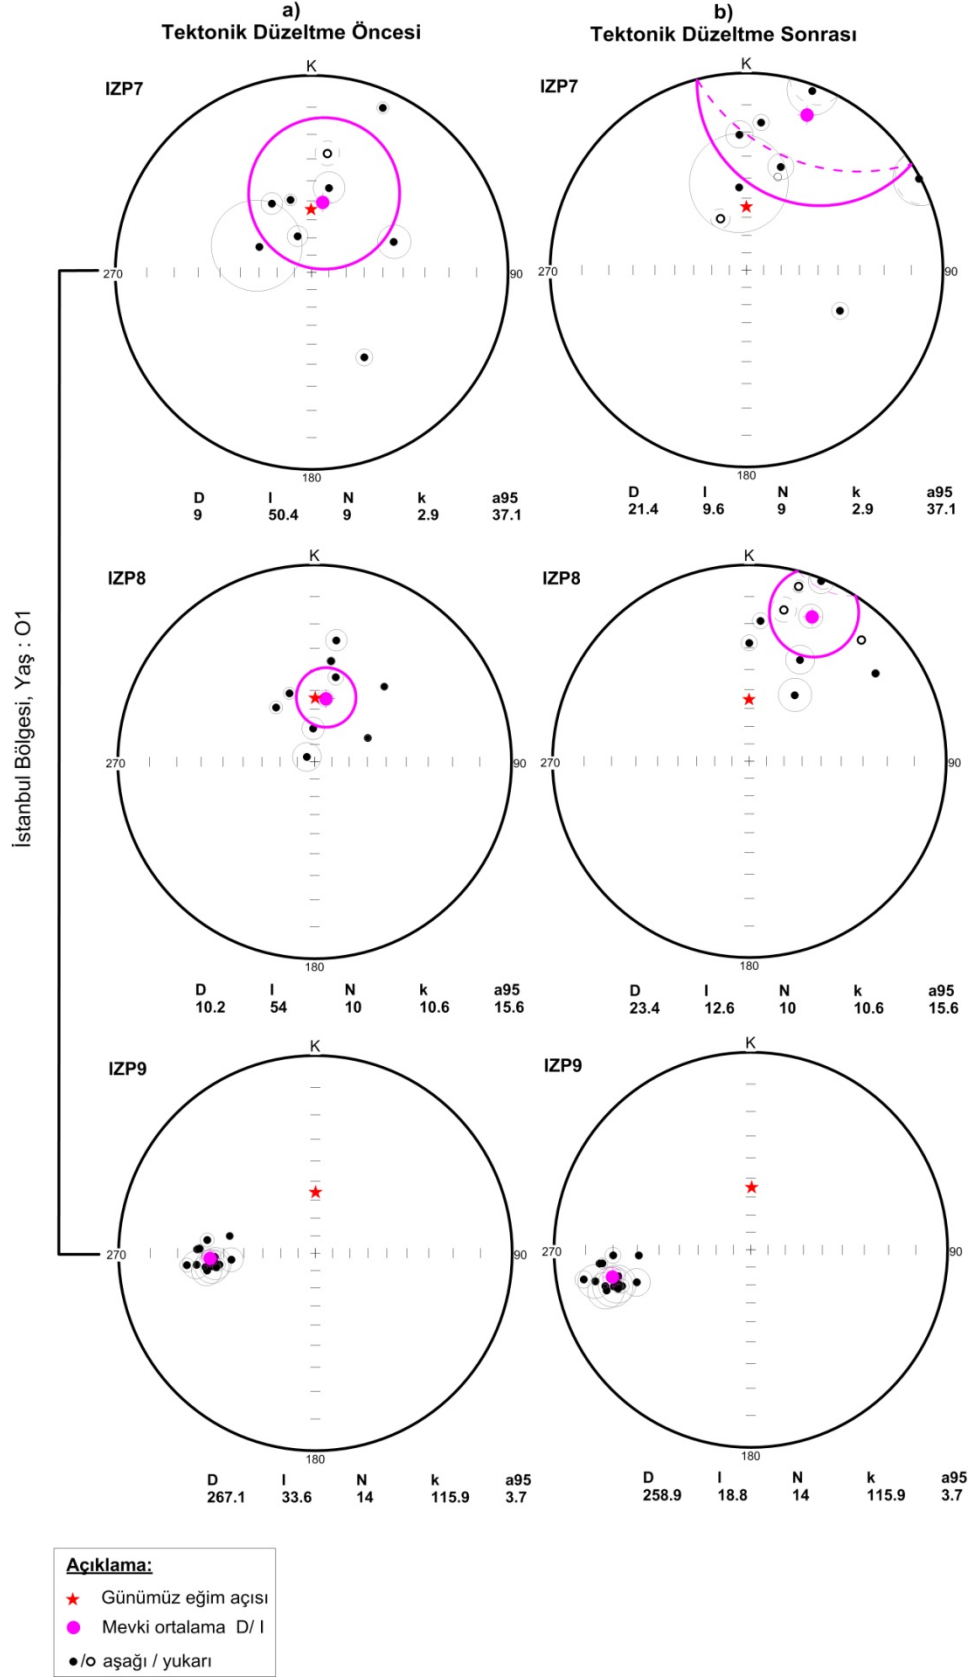 a)
Tektonik Düzeltme Öncesi
b)
Tektonik Düzeltme Sonrası
İstanbul Bölgesi, Yaş : O1
IZP7
K
270
90
180
D I N k a95
9 50.4 9 2.9 37.1
IZP7
K
270
90
180
D I N k a95
21.4 9.6 9 2.9 37.1
IZP8
K
270
90
180
D I N k a95
10.2 54 10 10.6 15.6
IZP8
K
270
90
180
D I N k a95
23.4 12.6 10 10.6 15.6
IZP9
K
270
90
180
D I N k a95
267.1 33.6 14 115.9 3.7
IZP9
K
270
90
180
D I N k a95
258.9 18.8 14 115.9 3.7
Açıklama:
Günümüz eğim açısı
Mevki ortalama D/ I
/ aşağı / yukarı